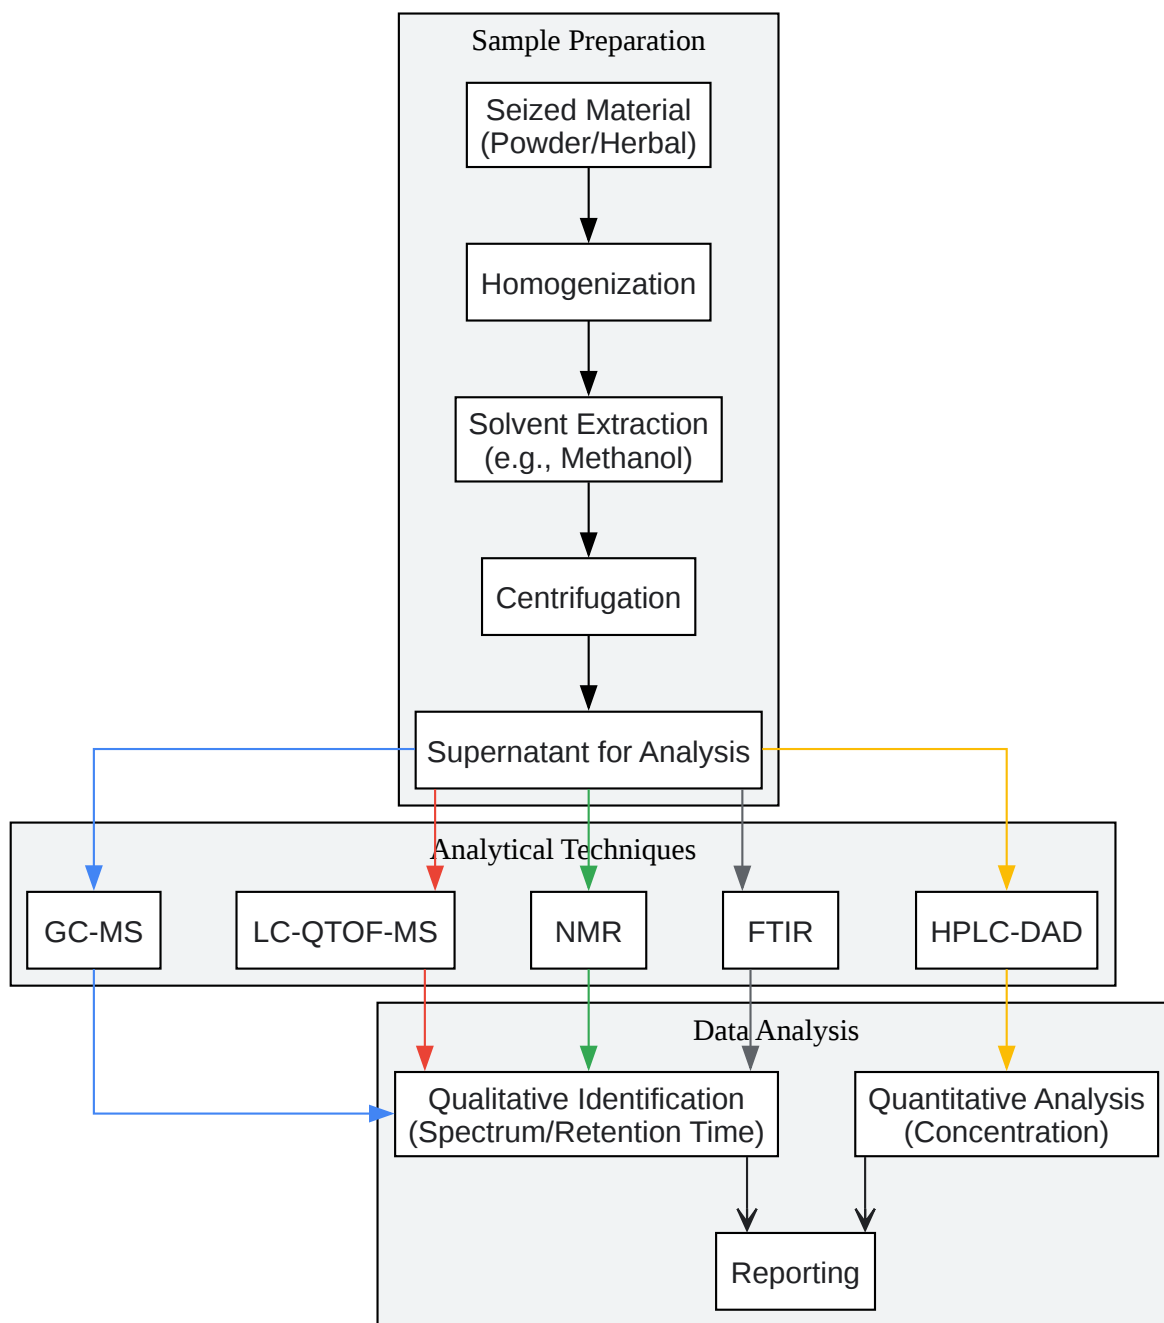 Sample Preparation
Seized Material
(Powder/Herbal)
Homogenization
Solvent Extraction
(e.g., Methanol)
Centrifugation
Supernatant for Analysis
Analytical Techniques
GC-MS
LC-QTOF-MS
NMR
FTIR
HPLC-DAD
Data Analysis
Qualitative Identification
(Spectrum/Retention Time)
Quantitative Analysis
(Concentration)
Reporting